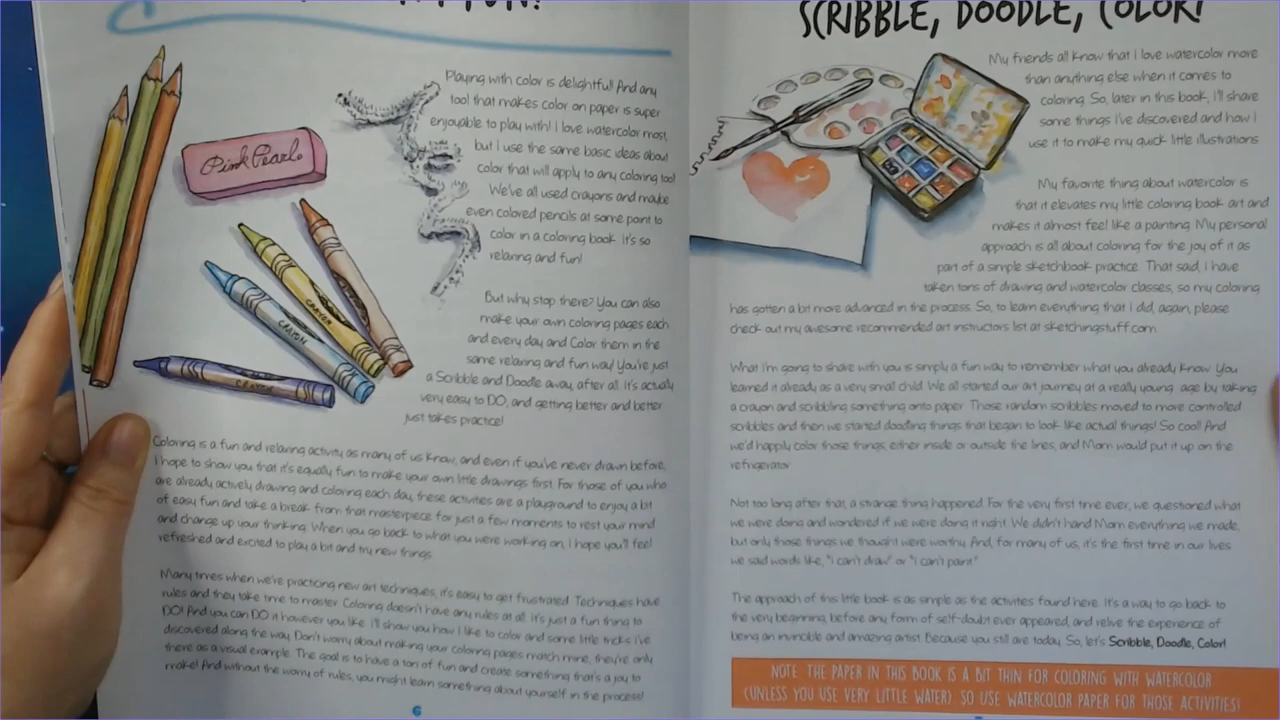 FUN!
Pink Pearl
CRAYON
CRAYON
Playing with color is delightful! And any
tool that makes color on paper is super
enjoyable to play with! I love watercolor most,
but I use the same basic ideas about
color that will apply to any coloring tool
We've all used crayons and maybe
even colored pencils at some point to
color in a coloring book. It's so
relaxing and fun!
But why stop there? You can also
make your own coloring pages each
and every day and Color them in the
same relaxing and fun way! You're just
a Scribble and Doodle away, after all. It's actually
very easy to DO, and getting better and better
just takes practice!
Coloring is a fun and relaxing activity as many of us know, and even if you've never drawn before,
I hope to show you that it's equally fun to make your own little drawings first. For those of you who
are already actively drawing and coloring each day, these activities are a playground to enjoy a bit
of easy fun and take a break from that masterpiece for just a few moments to rest your mind
and change up your thinking. When you go back to what you were working on, I hope you'll feel
refreshed and excited to play a bit and try new things.
Many times when we're practicing new art techniques, it's easy to get frustrated. Techniques have
rules and they take time to master. Coloring doesn't have any rules at all. It's just a fun thing to
DO! And you can DO it however you like. I'll show you how I like to color and some little tricks I've
discovered along the way. Don't worry about making your coloring pages match mine, they're only
there as a visual example. The goal is to have a ton of fun and create something that's a joy to
make! And without the worry of rules, you might learn something about yourself in the process!
6
SCRIBBLE, DOODLE, COLOR!
My friends all know that I love watercolor more
than anything else when it comes to
coloring. So, later in this book, I'll share
some things I've discovered and how I
use it to make my quick little illustrations
My favorite thing about watercolor is
that it elevates my little coloring book art and
makes it almost feel like a painting. My personal
approach is all about coloring for the joy of it as
part of a simple sketchbook practice. That said, I have
taken tons of drawing and watercolor classes, so my coloring
has gotten a bit more advanced in the process. So, to learn everything that I did, again, please
check out my awesome recommended art instructors list at sketchingstuff.com.
What I'm going to share with you is simply a fun way to remember what you already know. You
learned it already as a very small child. We all started our art journey at a really young age by taking
a crayon and scribbling something onto paper. Those random scribbles moved to more controlled
scribbles and then we started doodling things that began to look like actual things! So cool! And
we'd happily color those things, either inside or outside the lines, and Mom would put it up on the
refrigerator
Not too long after that, a strange thing happened. For the very first time ever, we questioned what
we were doing and wondered if we were doing it right. We didn't hand Mom everything we made,
but only those things we thought were worthy. And, for many of us, it's the first time in our lives
we said words like, "I can't draw" or "I can't paint."
The approach of this little book is as simple as the activites found here. It's a way to go back to
the very beginning, before any form of self-doubt ever appeared, and relive the experience of
being an invincible and amazing artist. Because you still are today. So, let's Scribble, Doodle, Color!
NOTE: THE PAPER IN THIS BOOK IS A BIT THIN FOR COLORING WITH WATERCOLOR
(UNLESS YOU USE VERY LITTLE WATER). SO USE WATERCOLOR PAPER FOR THOSE ACTIVITIES!